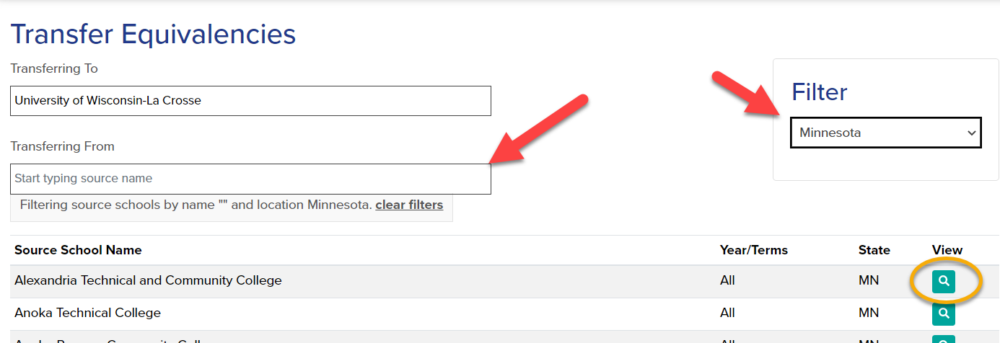 Transfer Equivalencies
Transferring To
University of Wisconsin-La Crosse
Filter
Minnesota
Transferring From
Start typing source name
Filtering source schools by name "" and location Minnesota. clear filters
Source School Name Year/Terms State View
Alexandria Technical and Community College All MN
Anoka Technical College All MN
All MN